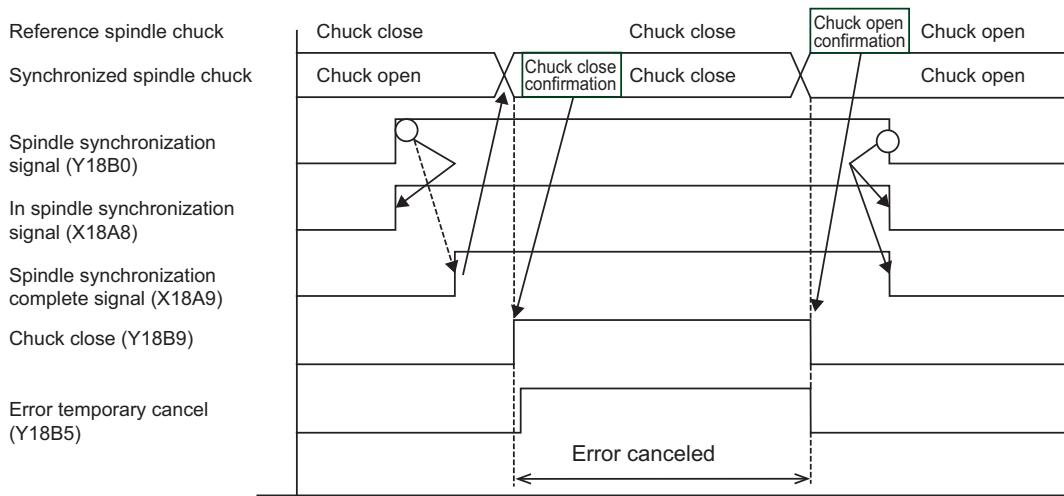 Reference spindle chuck
Chuck close
Chuck close
Chuck open
confirmation
Chuck open
Synchronized spindle chuck
Chuck open
Chuck close
confirmation
Chuck close
Chuck open
Spindle synchronization
signal (Y18B0)
In spindle synchronization
signal (X18A8)
Spindle synchronization
complete signal (X18A9)
Chuck close (Y18B9)
Error temporary cancel
(Y18B5)
Error canceled